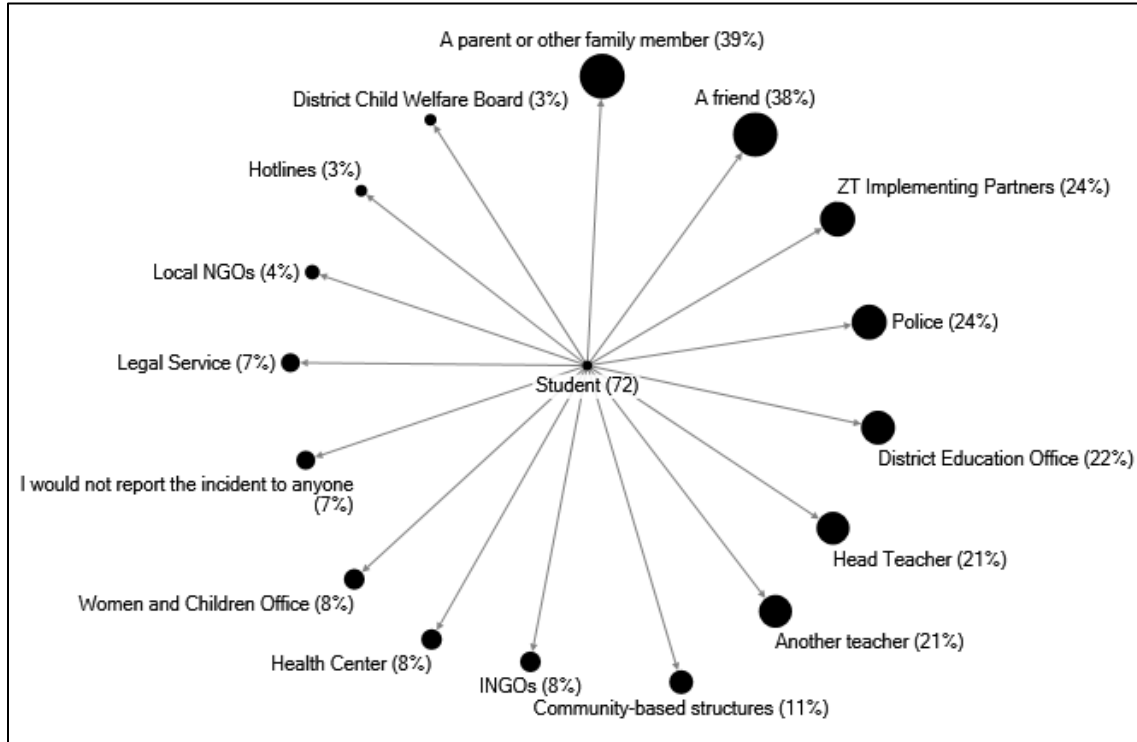 A parent or other family member (39%)
A friend (38%)
District Child Welfare Board (3%)
Hotlines (3%)
ZT Implementing Partners (24%)
Local NGOs (4%)
Police (24%)
Legal Service (7%)
Student (72)
District Education Office (22%)
I would not report the incident to anyone
(7%)
Head Teacher (21%)
Women and Children Office (8%)
Another teacher (21%)
Health Center (8%)
INGOs (8%)
Community-based structures (11%)